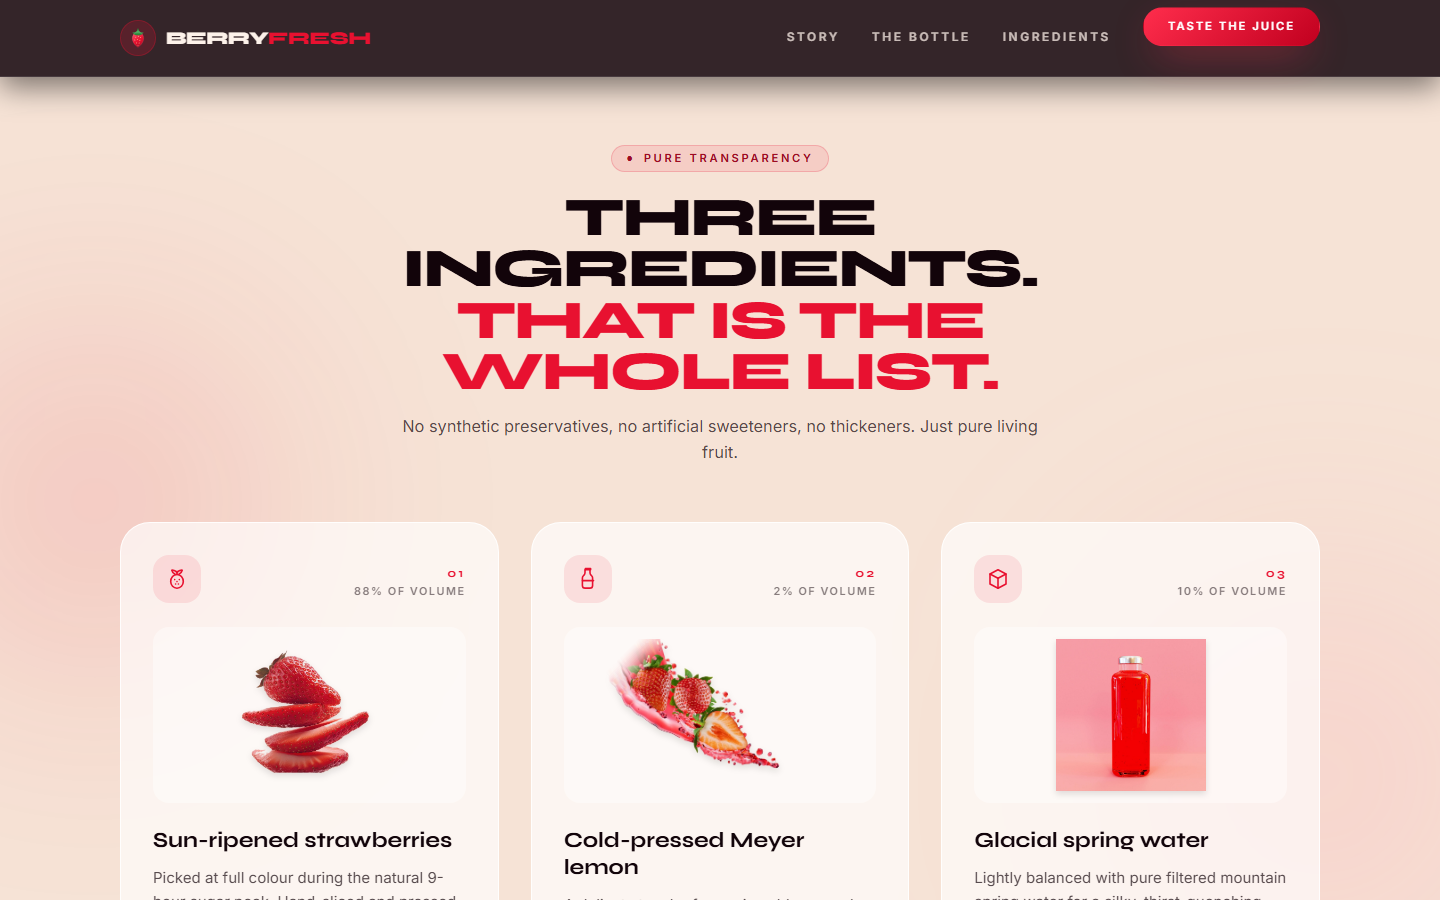 BERRYFRESH
STORY THE BOTTLE INGREDIENTS TASTE THE JUICE
PURE TRANSPARENCY
THREE
INGREDIENTS.
THAT IS THE
WHOLE LIST.
No synthetic preservatives, no artificial sweeteners, no thickeners. Just pure living
fruit.
01
88% OF VOLUME
Sun-ripened strawberries
Picked at full colour during the natural 9-
02
2% OF VOLUME
Cold-pressed Meyer
lemon
03
10% OF VOLUME
Glacial spring water
Lightly balanced with pure filtered mountain